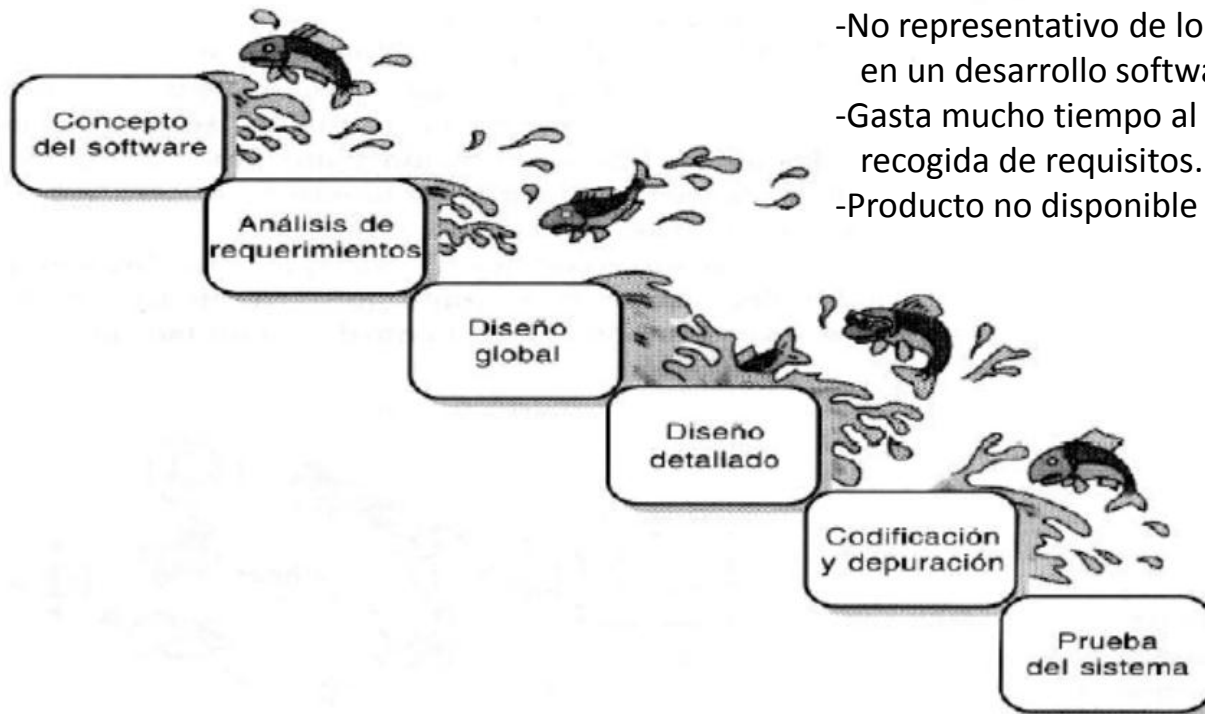 -No representativo de lo
en un desarrollo softwa
-Gasta mucho tiempo al
recogida de requisitos.
-Producto no disponible
Concepto
del software
Análisis de
requerimientos
Diseño
global
Diseño
detallado
Codificación
y depuración
Prueba
del sistema